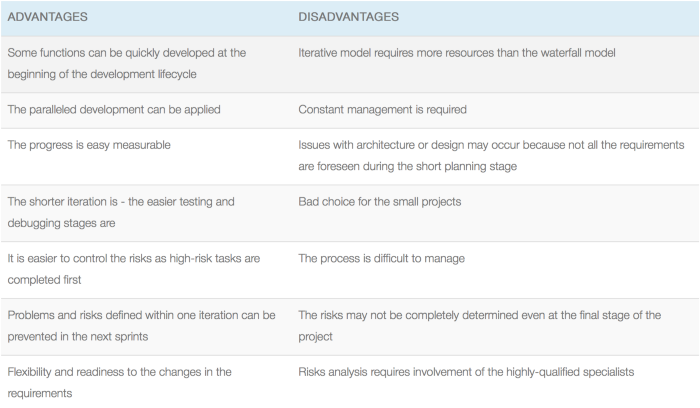 ADVANTAGES
DISADVANTAGES
Some functions can be quickly developed at the
beginning of the development lifecycle
Iterative model requires more resources than the waterfall model
The paralleled development can be applied
Constant management is required
The progress is easy measurable
Issues with architecture or design may occur because not all the requirements
are foreseen during the short planning stage
The shorter iteration is - the easier testing and
debugging stages are
Bad choice for the small projects
It is easier to control the risks as high-risk tasks are
completed first
The process is difficult to manage
Problems and risks defined within one iteration can be
prevented in the next sprints
The risks may not be completely determined even at the final stage of the
project
Flexibility and readiness to the changes in the
requirements
Risks analysis requires involvement of the highly-qualified specialists